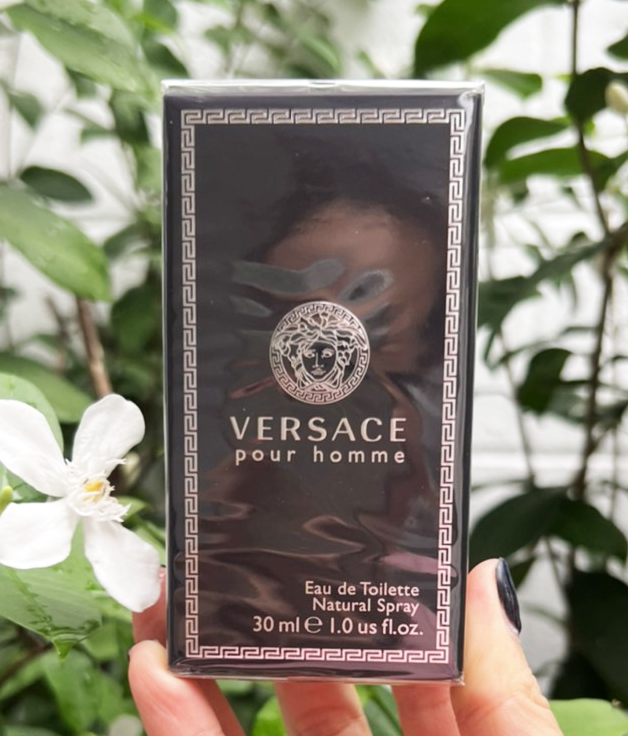 VERSACE
pour homme
Eau de Toilette
Natural Spray
30 ml ℮ 1.0 us fl.oz.